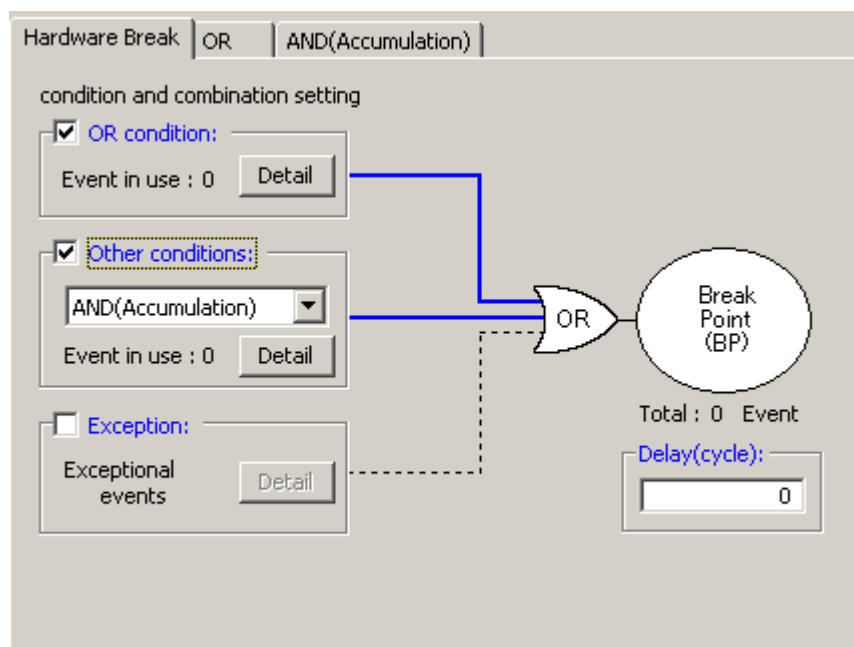 Hardware Break OR AND(Accumulation)
condition and combination setting
OR condition:
Event in use : 0 Detail
Other conditions:
AND(Accumulation)
Event in use : 0 Detail
Exception:
Exceptional
events
Detail
OR
Break
Point
(BP)
Total : 0 Event
Delay(cycle):
0